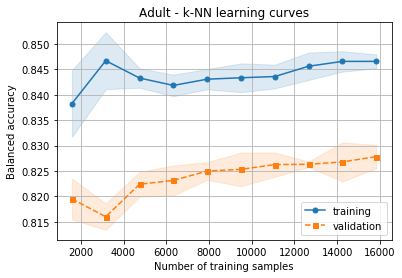 Adult - k-NN learning curves
Balanced accuracy
0.850
0.845
0.840
0.835
0.830
0.825
0.820
0.815
2000 4000 6000 8000 10000 12000 14000 16000
Number of training samples
training
validation